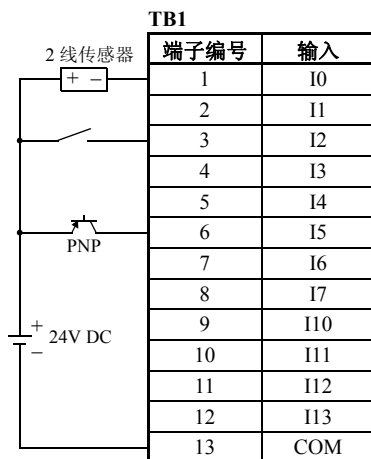 TB1
2 线传感器
+ −
PNP
+
24V DC
−
端子编号 输入
1 I0
2 I1
3 I2
4 I3
5 I4
6 I5
7 I6
8 I7
9 I10
10 I11
11 I12
12 I13
13 COM